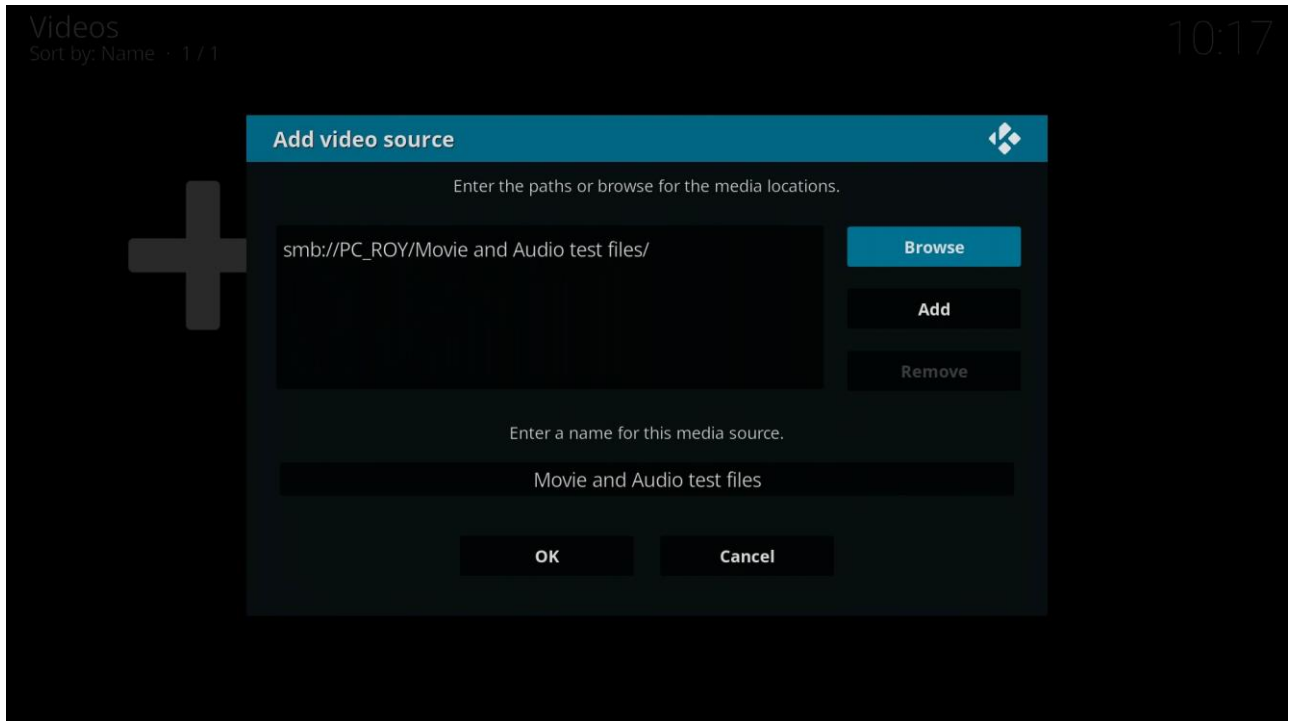 Videos
Sort by: Name · 1 / 1
10:17
Add video source
Enter the paths or browse for the media locations.
smb://PC_ROY/Movie and Audio test files/
Browse
Add
Remove
Enter a name for this media source.
Movie and Audio test files
OK
Cancel